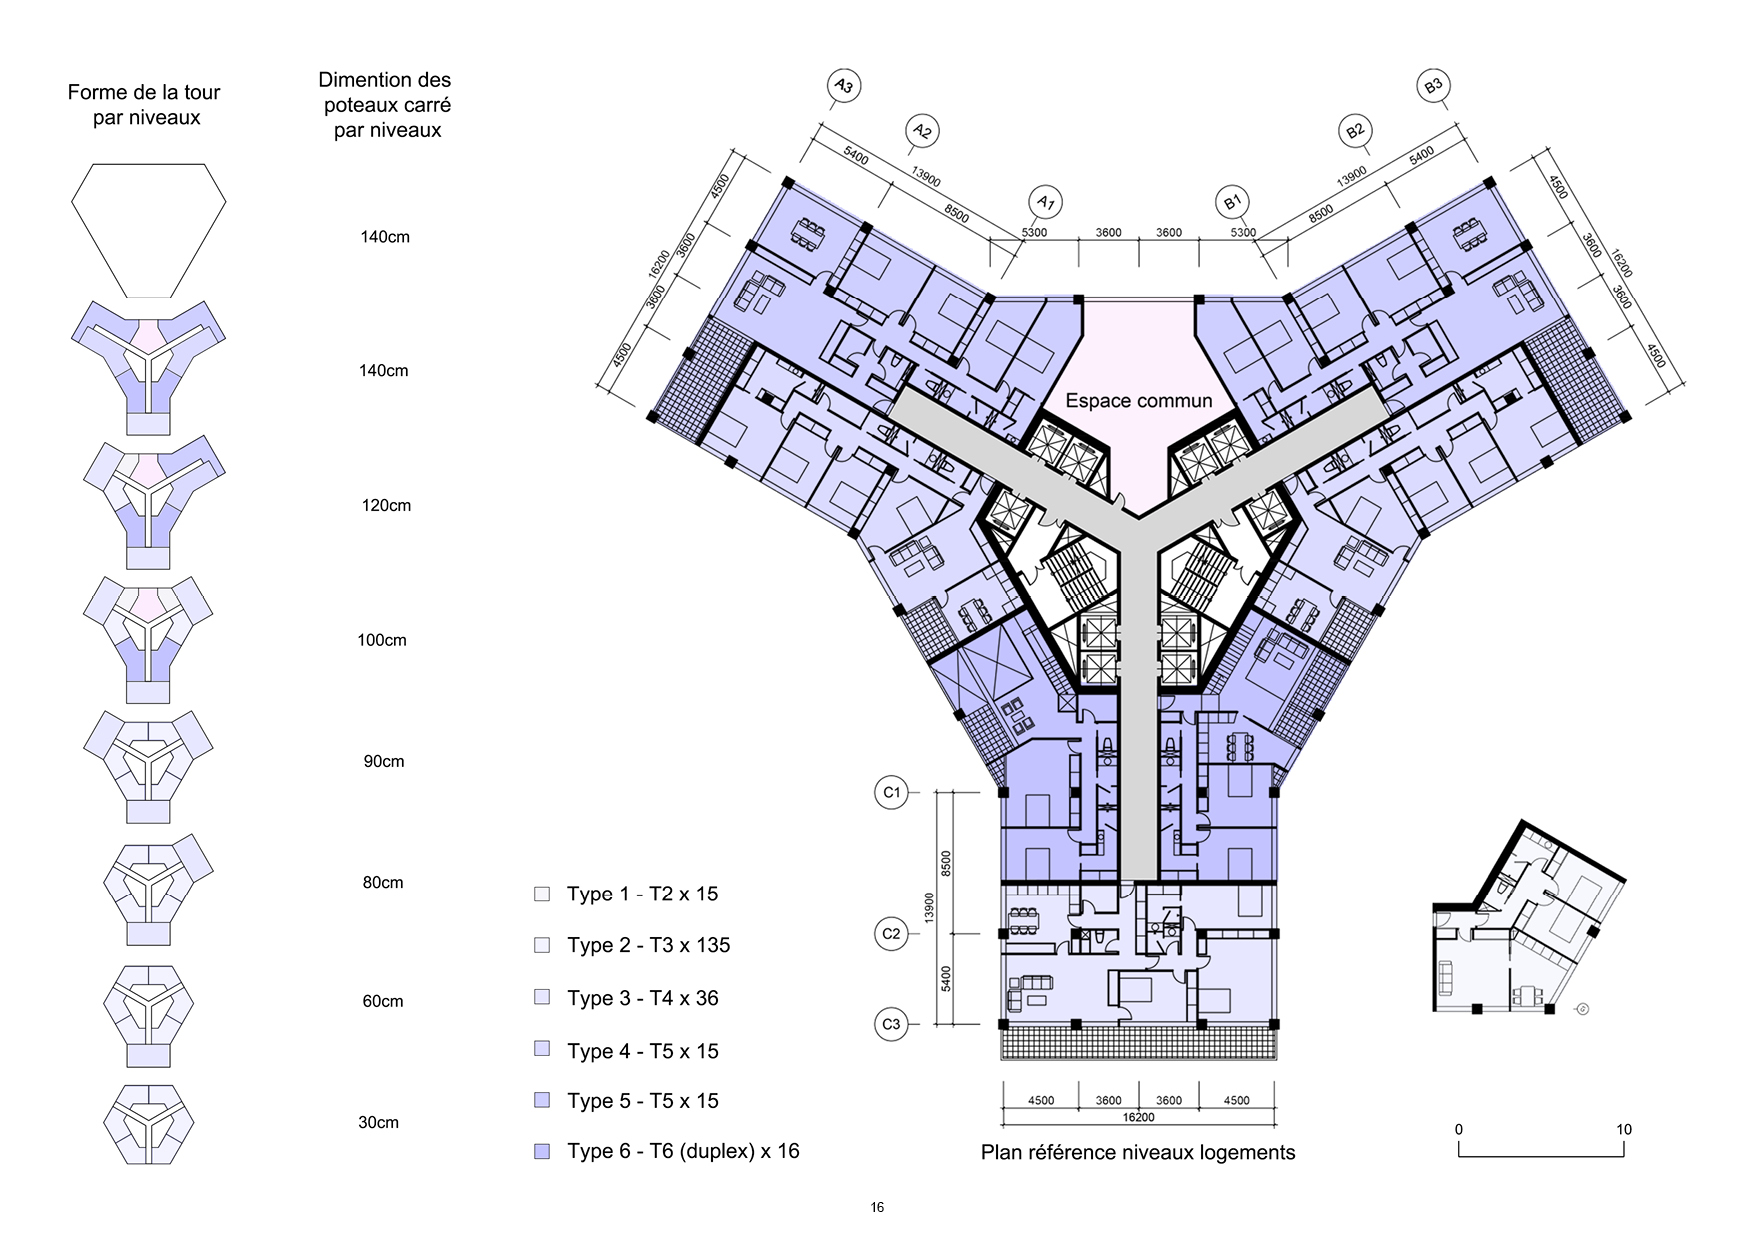 Forme de la tour
par niveaux
Dimention des
poteaux carré
par niveaux
140cm
140cm
120cm
100cm
90cm
80cm
60cm
30cm
Type 1 - T2 x 15
Type 2 - T3 x 135
Type 3 - T4 x 36
Type 4 - T5 x 15
Type 5 - T5 x 15
Type 6 - T6 (duplex) x 16
A3
A2
A1
B1
B2
B3
5400
13900
8500
4500
3600
16200
3600
4500
5300
3600
3600
5300
5400
13900
8500
4500
3600
16200
3600
4500
Espace commun
C1
C2
C3
8500
13900
5400
4500
3600
3600
4500
16200
Plan référence niveaux logements
0
10
16